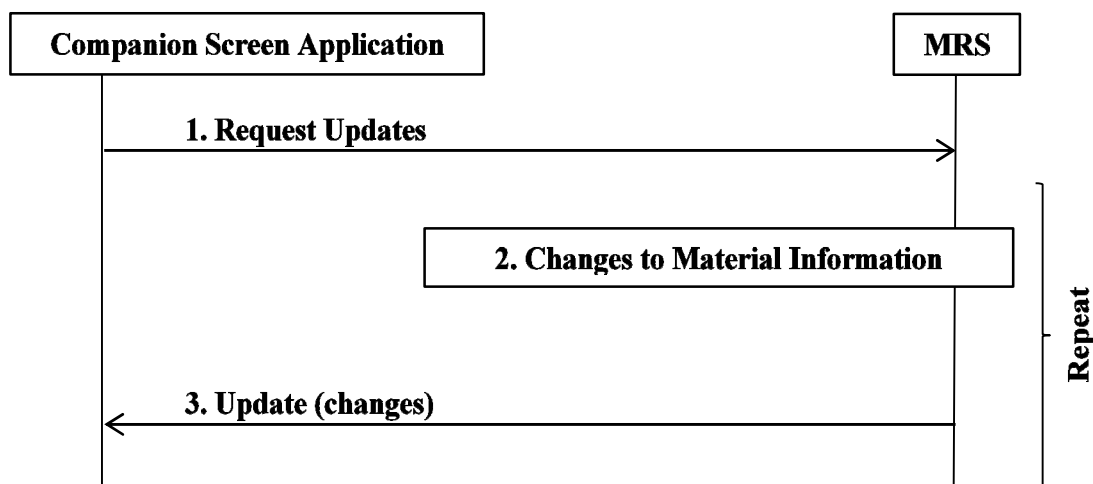 Companion Screen Application
MRS
1. Request Updates
2. Changes to Material Information
Repeat
3. Update (changes)